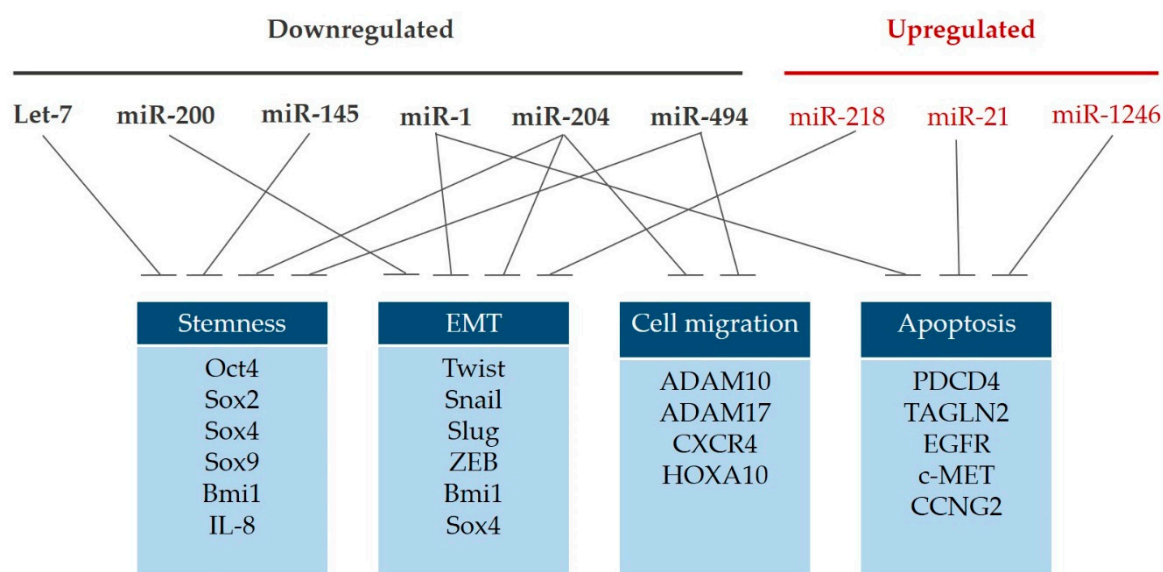 Downregulated
Upregulated
Let-7 miR-200 miR-145 miR-1 miR-204 miR-494 miR-218 miR-21 miR-1246
Stemness
Oct4
Sox2
Sox4
Sox9
Bmi1
IL-8
EMT
Twist
Snail
Slug
ZEB
Bmi1
Sox4
Cell migration
ADAM10
ADAM17
CXCR4
HOXA10
Apoptosis
PDCD4
TAGLN2
EGFR
c-MET
CCNG2